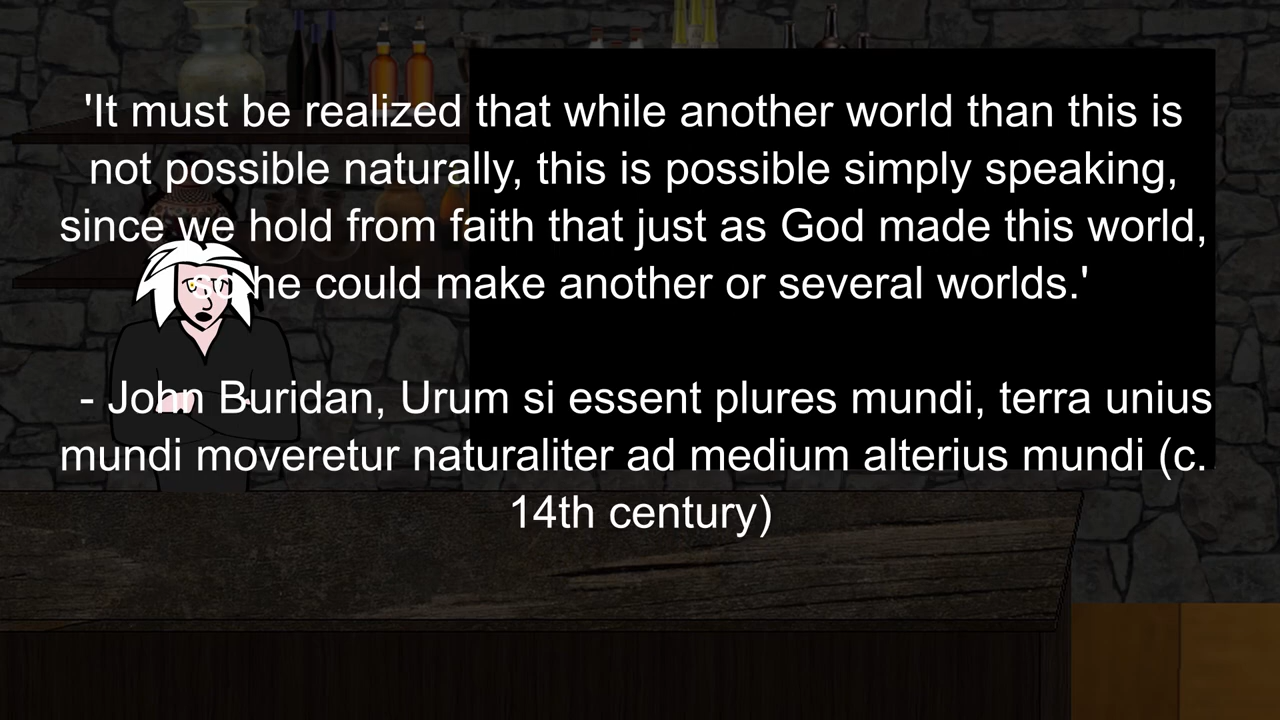 'It must be realized that while another world than this is
not possible naturally, this is possible simply speaking,
since we hold from faith that just as God made this world,
so he could make another or several worlds.'
- John Buridan, Urum si essent plures mundi, terra unius
mundi moveretur naturaliter ad medium alterius mundi (c.
14th century)